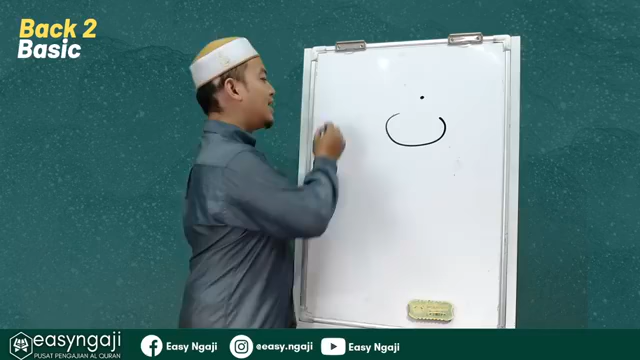 Back 2
Basic
ن
easyngaji
PUSAT PENGAJIAN AL QURAN
Easy Ngaji
easy.ngaji
Easy Ngaji